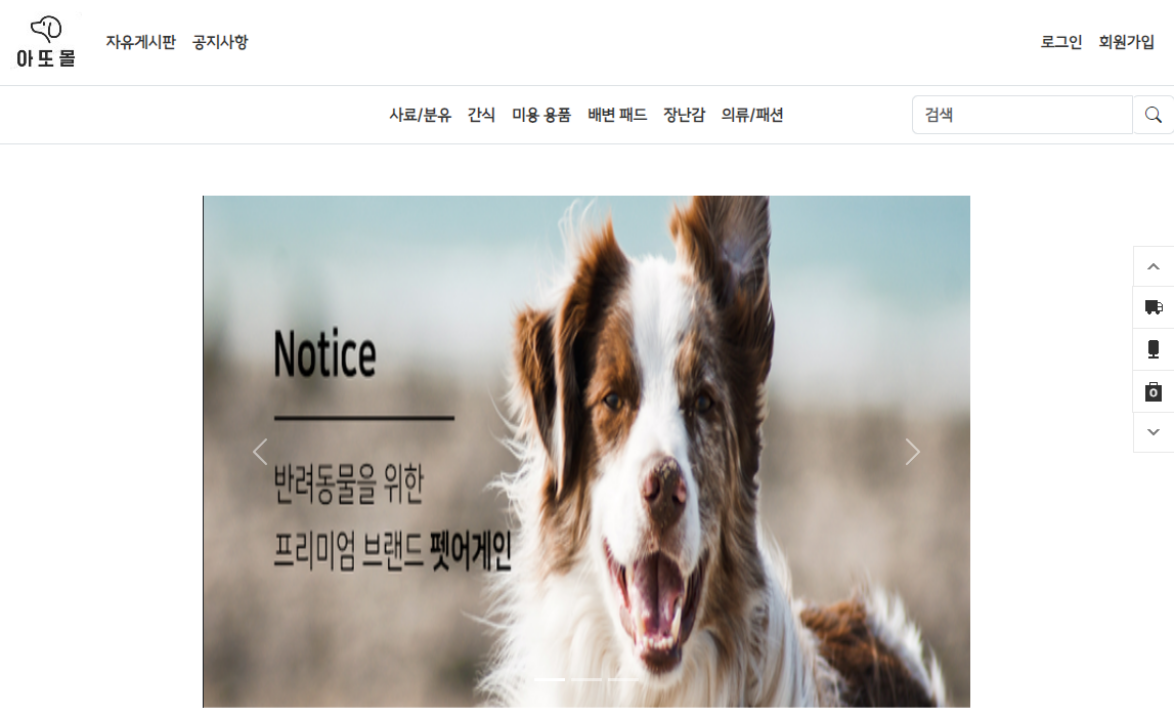 아또몰
자유게시판 공지사항
로그인 회원가입
사료/분유 간식 미용 용품 배변 패드 장난감 의류/패션
검색
Notice
반려동물을 위한
프리미엄 브랜드 펫어게인
0